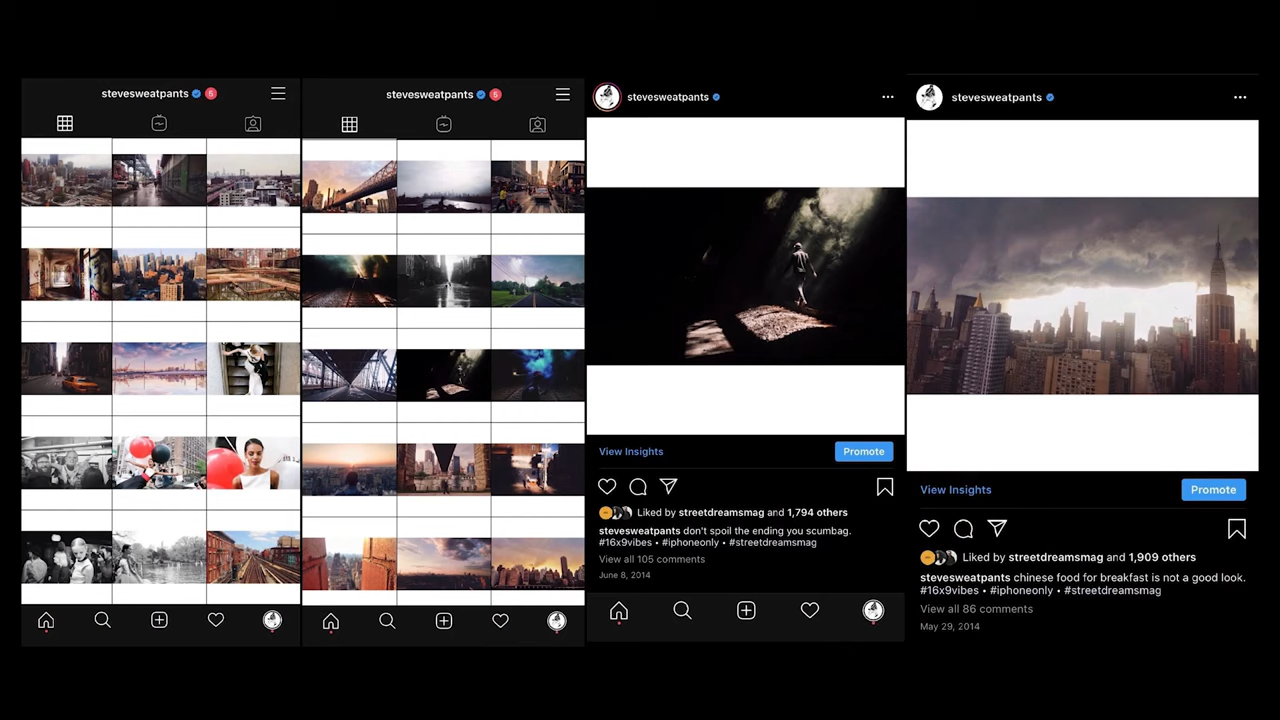 stevesweatpants 5
stevesweatpants 5
stevesweatpants
View Insights
Promote
Liked by streetdreamsmag and 1,794 others
stevesweatpants don't spoil the ending you scumbag.
#16x9vibes • #iphoneonly • #streetdreamsmag
View all 105 comments
June 8, 2014
stevesweatpants
View Insights
Promote
Liked by streetdreamsmag and 1,909 others
stevesweatpants chinese food for breakfast is not a good look.
#16x9vibes • #iphoneonly • #streetdreamsmag
View all 86 comments
May 29, 2014